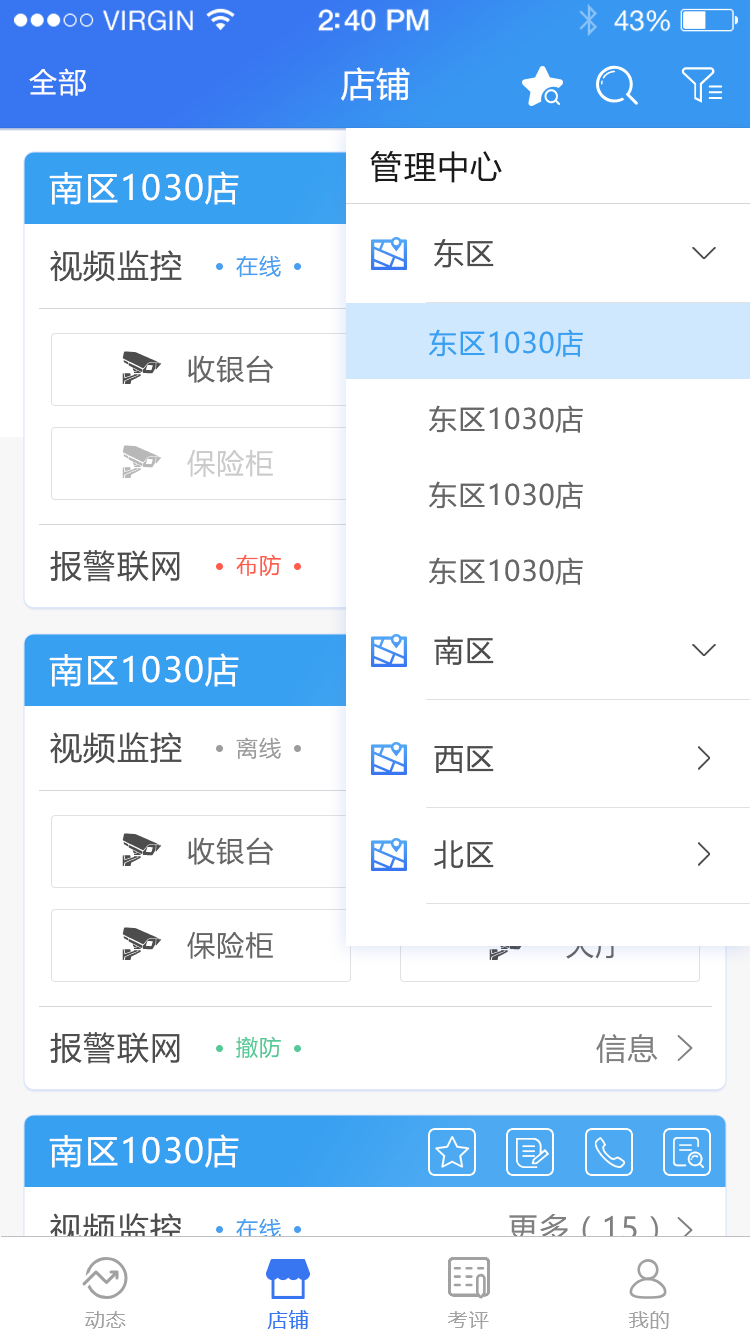 VIRGIN 2:40 PM 43%
全部 店铺
管理中心
东区
东区1030店
东区1030店
东区1030店
东区1030店
南区
西区
北区
南区1030店
视频监控 • 在线 •
收银台
保险柜
报警联网 • 布防 •
南区1030店
视频监控 • 离线 •
收银台
保险柜 大厅
报警联网 • 撤防 • 信息
南区1030店
视频监控 • 在线 • 更多(15)
动态 店铺 考评 我的